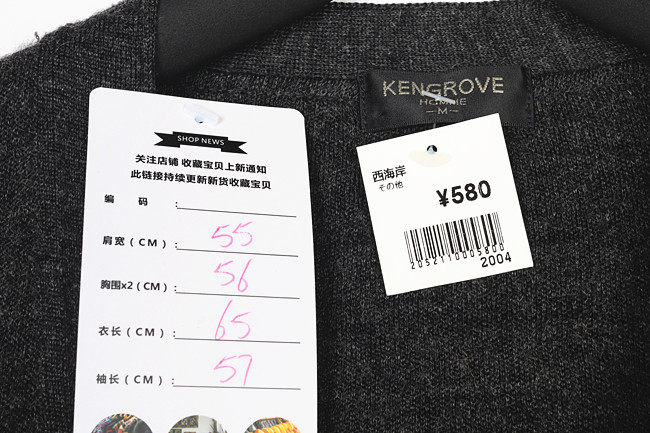 SHOP NEWS
关注店铺 收藏宝贝上新通知
此链接持续更新新货收藏宝贝
编 码 :
肩宽(CM): 55
胸围x2(CM): 56
衣长(CM): 65
袖长(CM): 57
KENGROVE
HOMME
-M-
西海岸
その他
¥580
2052110005800
2004